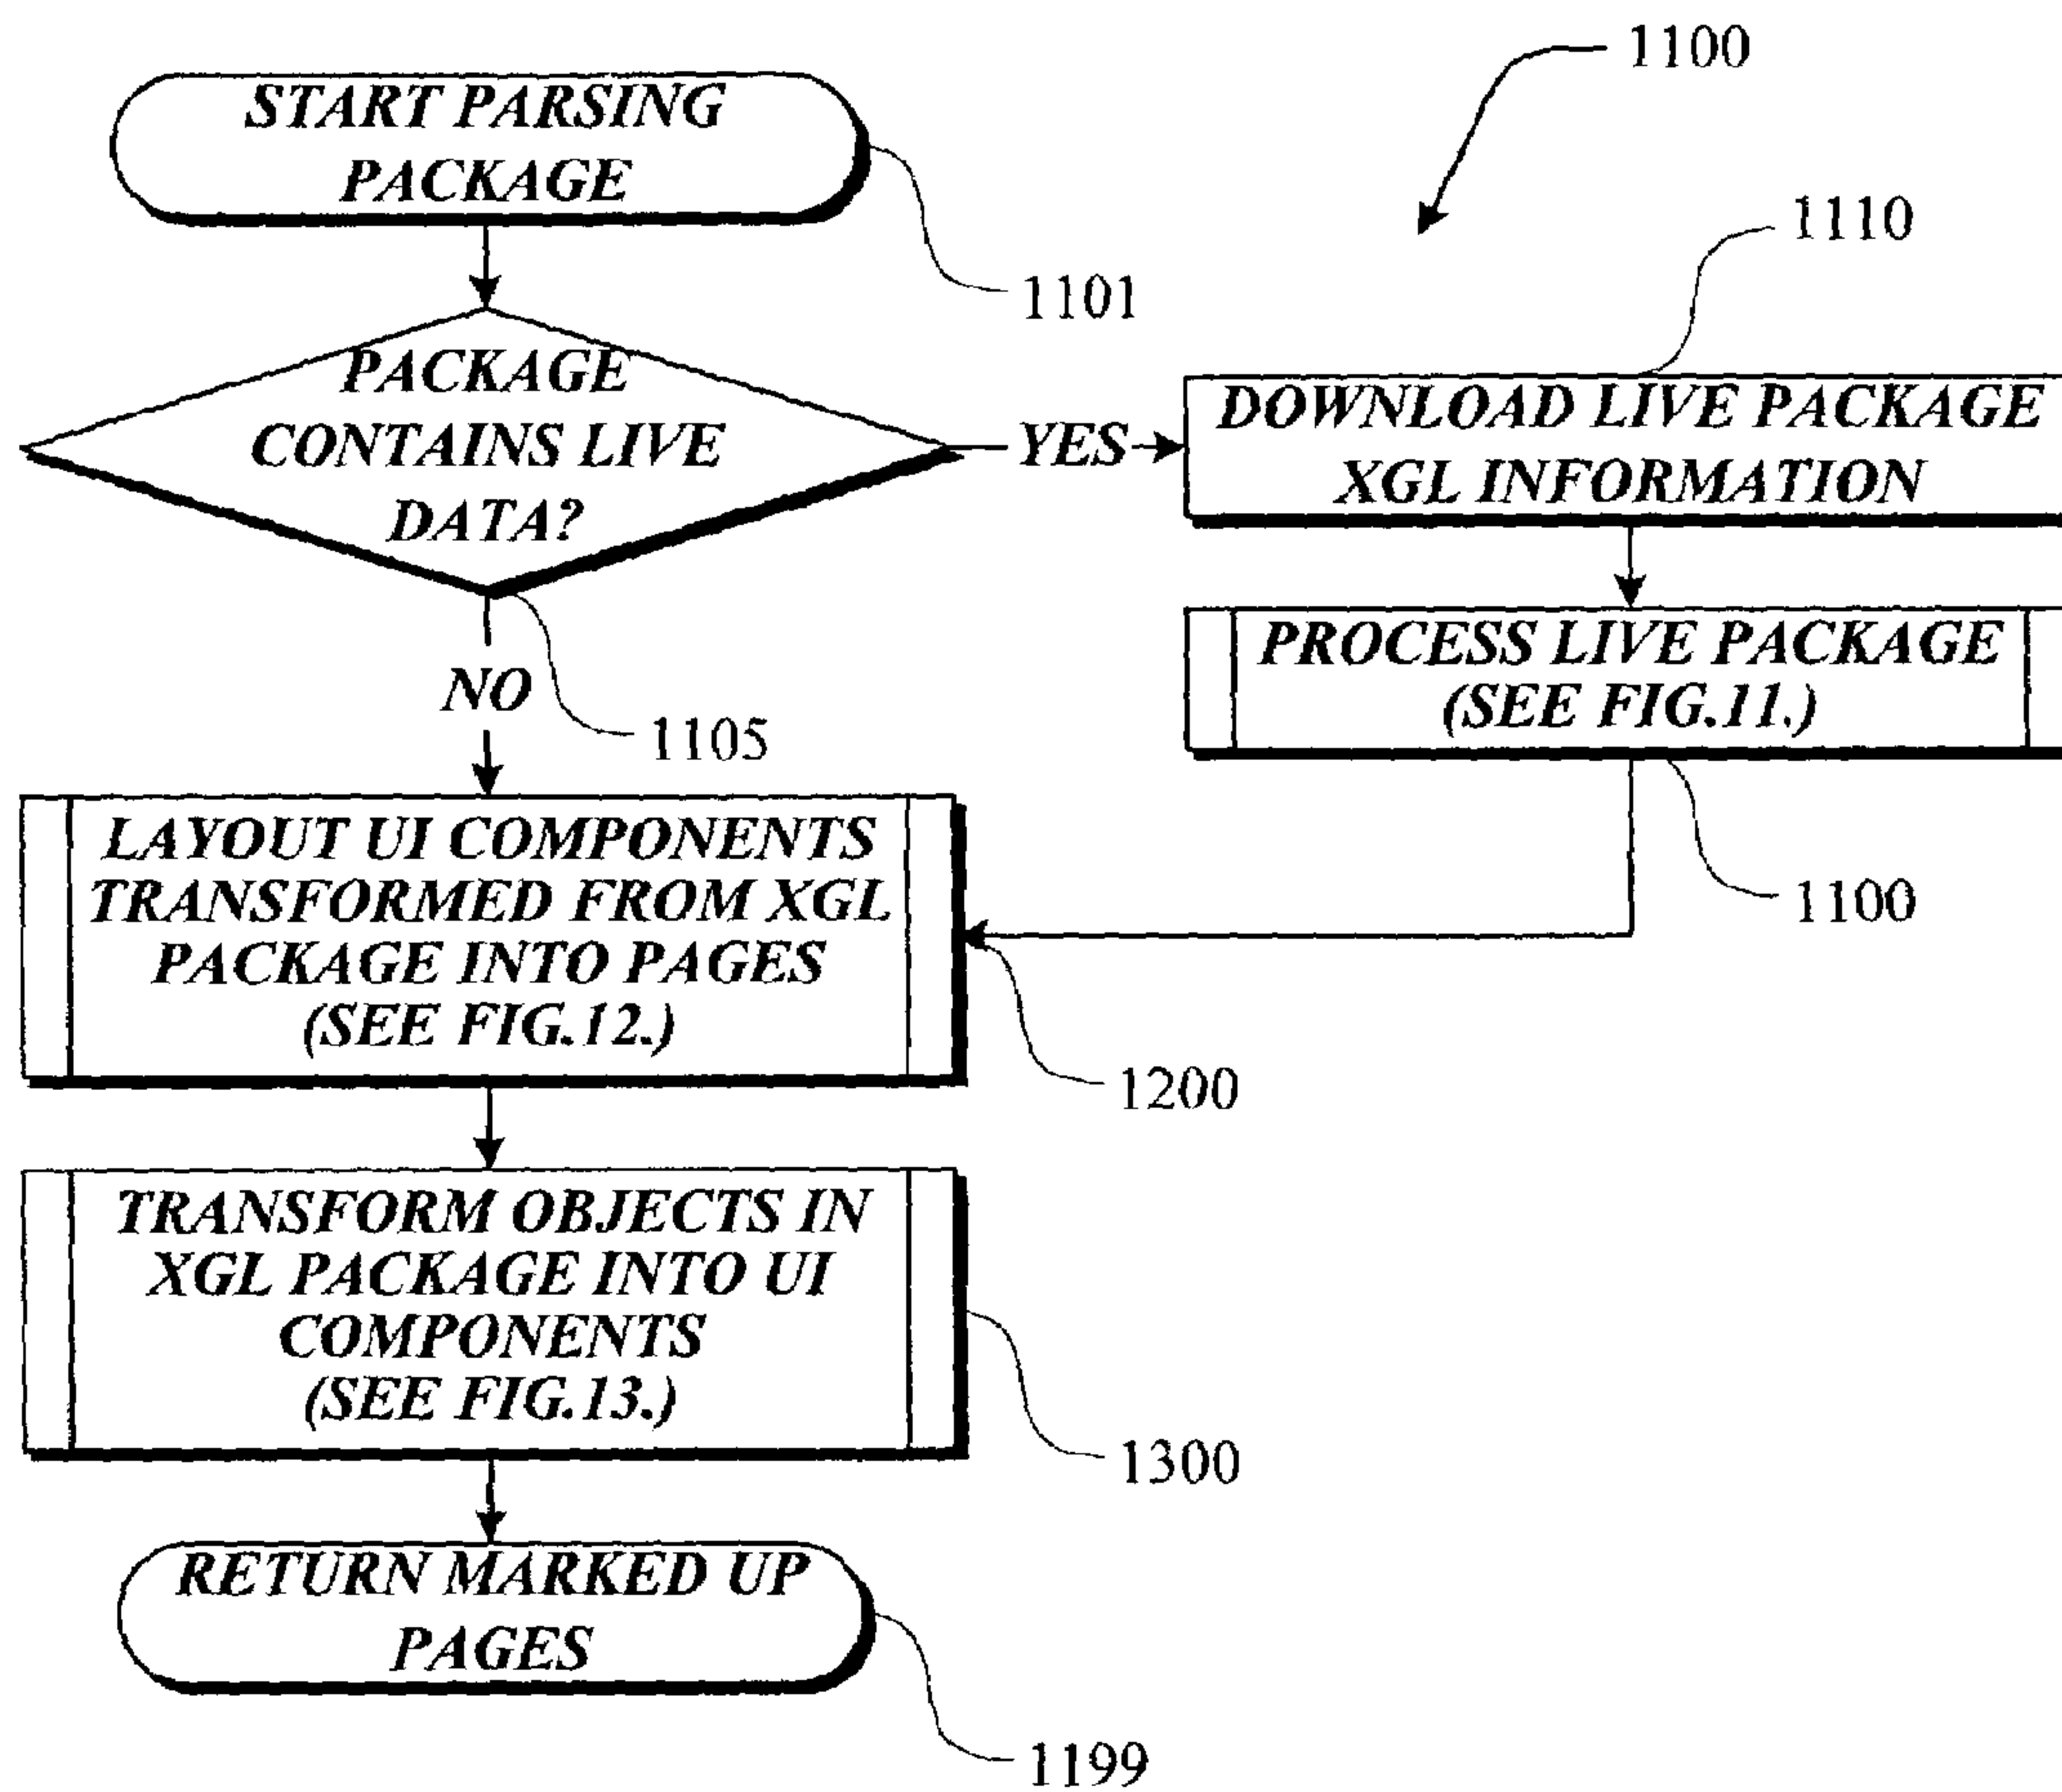 1100
START PARSING
PACKAGE
1101
PACKAGE
CONTAINS LIVE
DATA?
YES
1110
DOWNLOAD LIVE PACKAGE
XGL INFORMATION
PROCESS LIVE PACKAGE
(SEE FIG.11.)
1100
NO
1105
LAYOUT UI COMPONENTS
TRANSFORMED FROM XGL
PACKAGE INTO PAGES
(SEE FIG.12.)
1200
TRANSFORM OBJECTS IN
XGL PACKAGE INTO UI
COMPONENTS
(SEE FIG.13.)
1300
RETURN MARKED UP
PAGES
1199